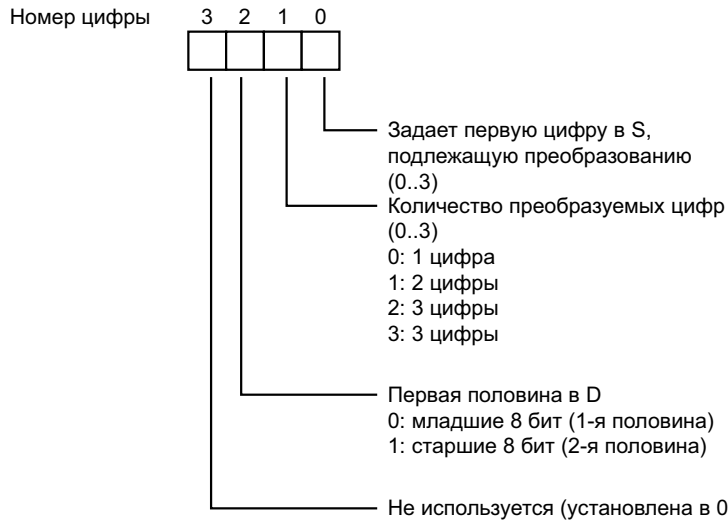 Номер цифры 3 2 1 0
Задает первую цифру в S,
подлежащую преобразованию
(0..3)
Количество преобразуемых цифр
(0..3)
0: 1 цифра
1: 2 цифры
2: 3 цифры
3: 3 цифры
Первая половина в D
0: младшие 8 бит (1-я половина)
1: старшие 8 бит (2-я половина)
Не используется (установлена в 0